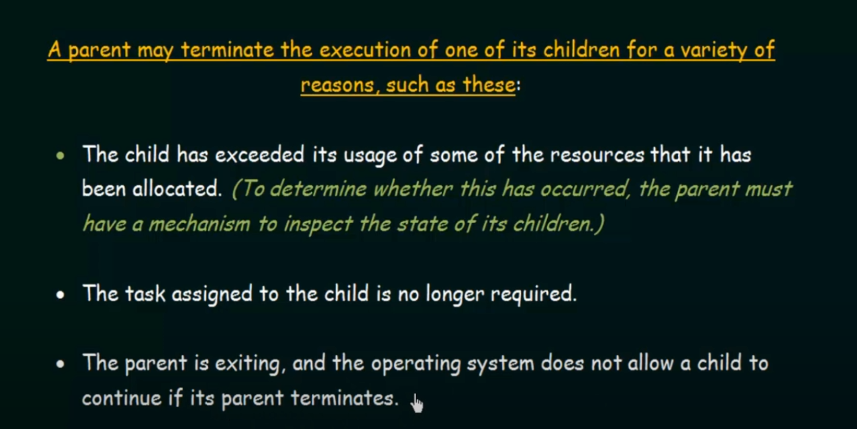 A parent may terminate the execution of one of its children for a variety of
reasons, such as these:
• The child has exceeded its usage of some of the resources that it has
been allocated. (To determine whether this has occurred, the parent must
have a mechanism to inspect the state of its children.)
• The task assigned to the child is no longer required.
• The parent is exiting, and the operating system does not allow a child to
continue if its parent terminates.